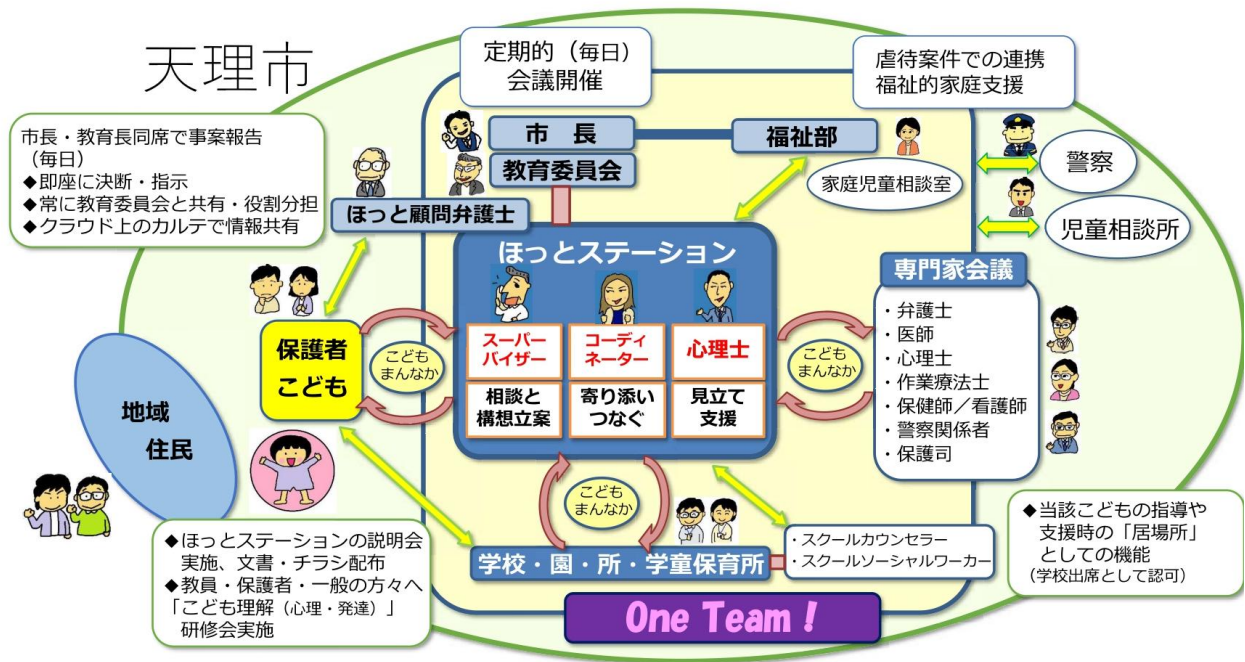 天理市
定期的（毎日）
会議開催
虐待案件での連携
福祉的家庭支援
市長・教育長同席で事案報告
（毎日）
◆即座に決断・指示
◆常に教育委員会と共有・役割分担
◆クラウド上のカルテで情報共有
市　長
教育委員会
福祉部
家庭児童相談室
警察
児童相談所
ほっと顧問弁護士
ほっとステーション
スーパー
バイザー
コーディ
ネーター
心理士
相談と
構想立案
寄り添い
つなぐ
見立て
支援
保護者
こども
こども
まんなか
こども
まんなか
専門家会議
・弁護士
・医師
・心理士
・作業療法士
・保健師／看護師
・警察関係者
・保護司
地域
住民
こども
まんなか
学校・園・所・学童保育所
・スクールカウンセラー
・スクールソーシャルワーカー
◆ほっとステーションの説明会
実施、文書・チラシ配布
◆教員・保護者・一般の方々へ
「こども理解（心理・発達）」
研修会実施
◆当該こどもの指導や
支援時の「居場所」
としての機能
（学校出席として認可）
One Team！